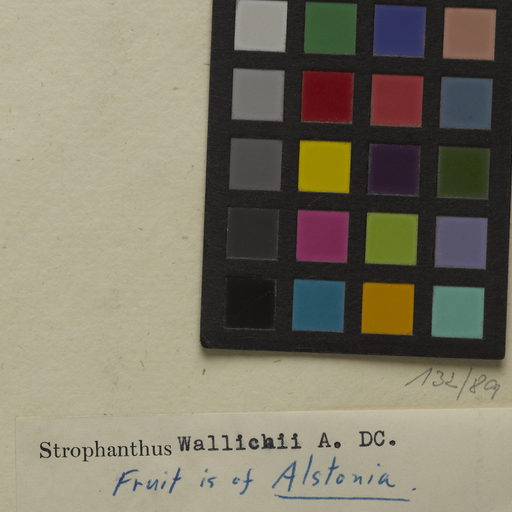 132/89
Strophanthus Wallichii A. DC.
Fruit is of Alstonia.